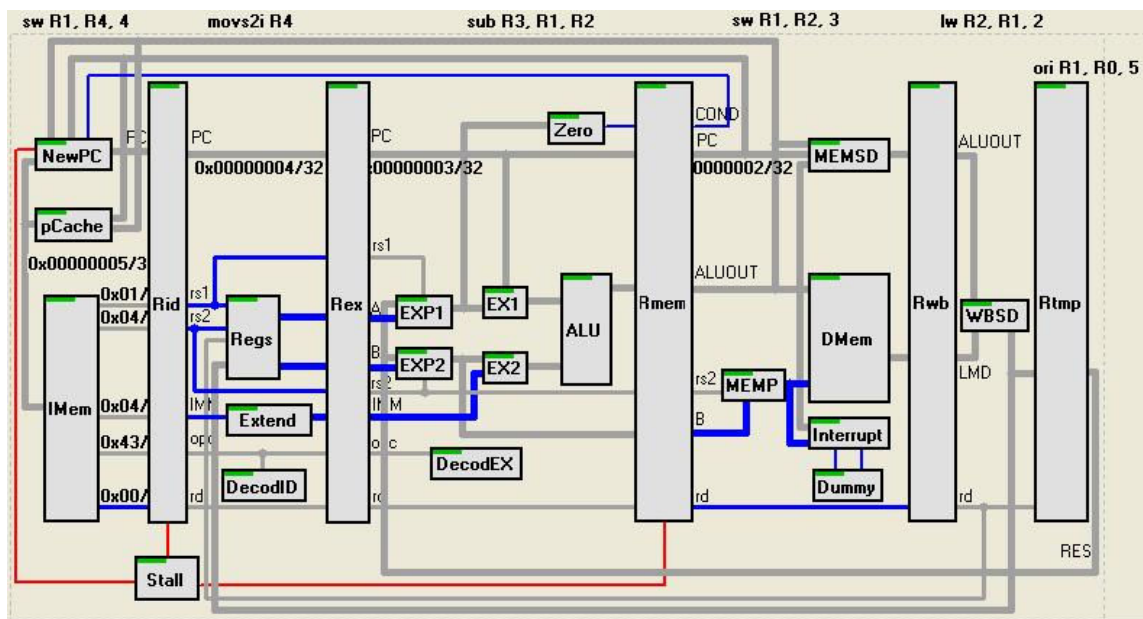 sw R1, R4, 4 movs2i R4 sub R3, R1, R2 sw R1, R2, 3 lw R2, R1, 2
ori R1, R0, 5
COND
Zero
PC PC PC PC
NewPC MEMSD ALUOUT
0x00000004/32 :00000003/32 0000002/32
pCache
rs1
0x00000005/3
ALUOUT
0x01/ Rid rs1 Rex A EXP1 EX1 Rmem Rwb Rtmp
0x04/ rs2 Regs ALU DMem WBSD
B EXP2 EX2
rs2 rs2 MEMP LMD
IMem 0x04/ IMM Extend IMM B
0x43/ opc opc DecodEX Interrupt
DecodID Dummy
0x00/ rd rd rd rd
RES
Stall